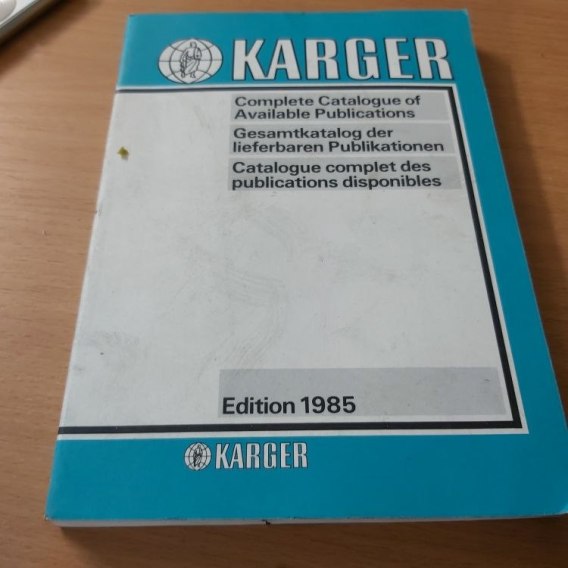 KARGER
Complete Catalogue of
Available Publications
Gesamtkatalog der
lieferbaren Publikationen
Catalogue complet des
publications disponibles
Edition 1985
KARGER